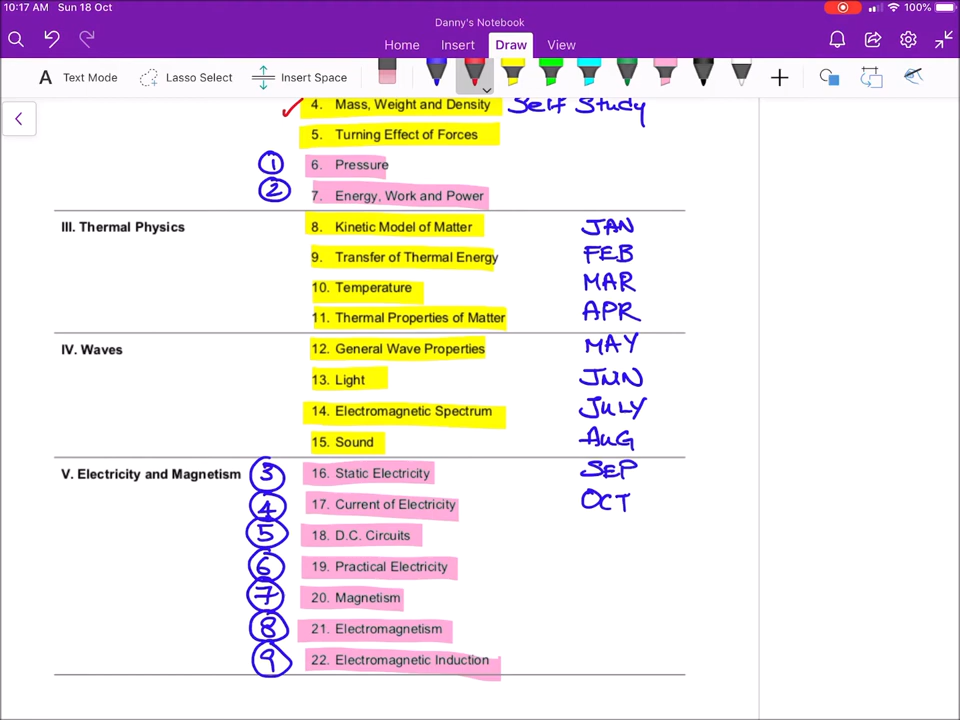 10:17 AM Sun 18 Oct 100%
Danny's Notebook
Home Insert Draw View
A Text Mode Lasso Select Insert Space
4. Mass, Weight and Density Self Study
5. Turning Effect of Forces
1 6. Pressure
2 7. Energy, Work and Power
III. Thermal Physics 8. Kinetic Model of Matter JAN
9. Transfer of Thermal Energy FEB
10. Temperature MAR
11. Thermal Properties of Matter APR
IV. Waves 12. General Wave Properties MAY
13. Light JUN
14. Electromagnetic Spectrum JULY
15. Sound AUG
V. Electricity and Magnetism 3 16. Static Electricity SEP
4 17. Current of Electricity OCT
5 18. D.C. Circuits
6 19. Practical Electricity
7 20. Magnetism
8 21. Electromagnetism
9 22. Electromagnetic Induction